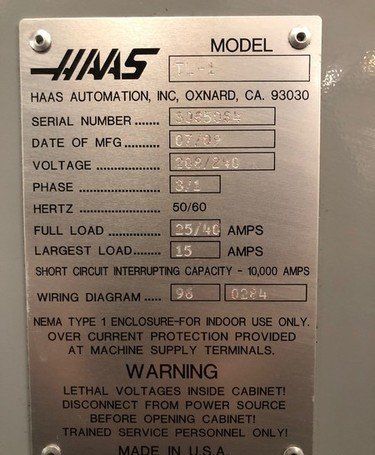 HAAS
MODEL TL-1
HAAS AUTOMATION, INC, OXNARD, CA. 93030
SERIAL NUMBER ..............
DATE OF MFG ........... 07/09
VOLTAGE .................... 208/240
PHASE ........................ 3/1
HERTZ ....................... 50/60
FULL LOAD ................ 25/40 AMPS
LARGEST LOAD ........ 15 AMPS
SHORT CIRCUIT INTERRUPTING CAPACITY - 10,000 AMPS
WIRING DIAGRAM ..... 96 0284
NEMA TYPE 1 ENCLOSURE-FOR INDOOR USE ONLY.
OVER CURRENT PROTECTION PROVIDED
AT MACHINE SUPPLY TERMINALS.
WARNING
LETHAL VOLTAGES INSIDE CABINET!
DISCONNECT FROM POWER SOURCE
BEFORE OPENING CABINET!
TRAINED SERVICE PERSONNEL ONLY!
MADE IN U.S.A.